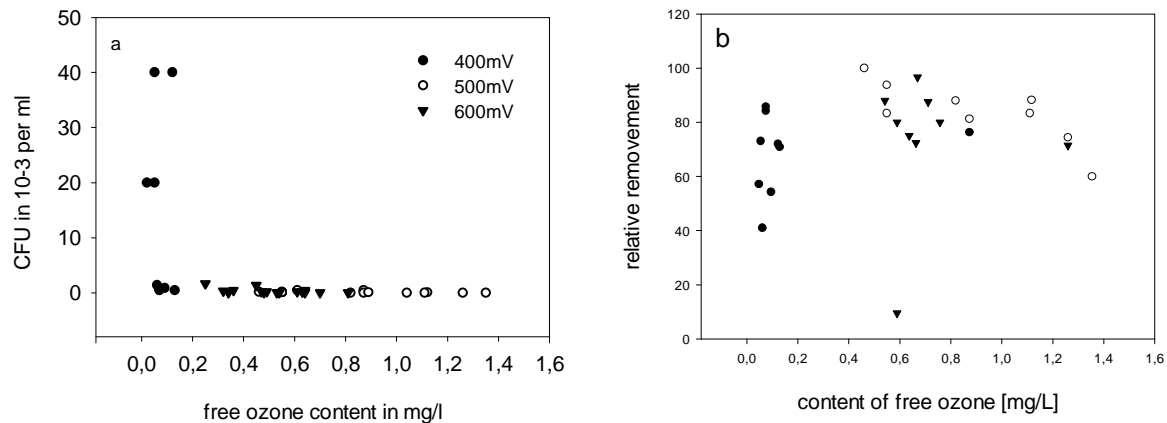 a
50
40
30
20
10
0
CFU in 10-3 per ml
400mV
500mV
600mV
0,0 0,2 0,4 0,6 0,8 1,0 1,2 1,4 1,6
free ozone content in mg/l
b
120
100
80
60
40
20
0
relative removement
0,0 0,2 0,4 0,6 0,8 1,0 1,2 1,4 1,6
content of free ozone [mg/L]